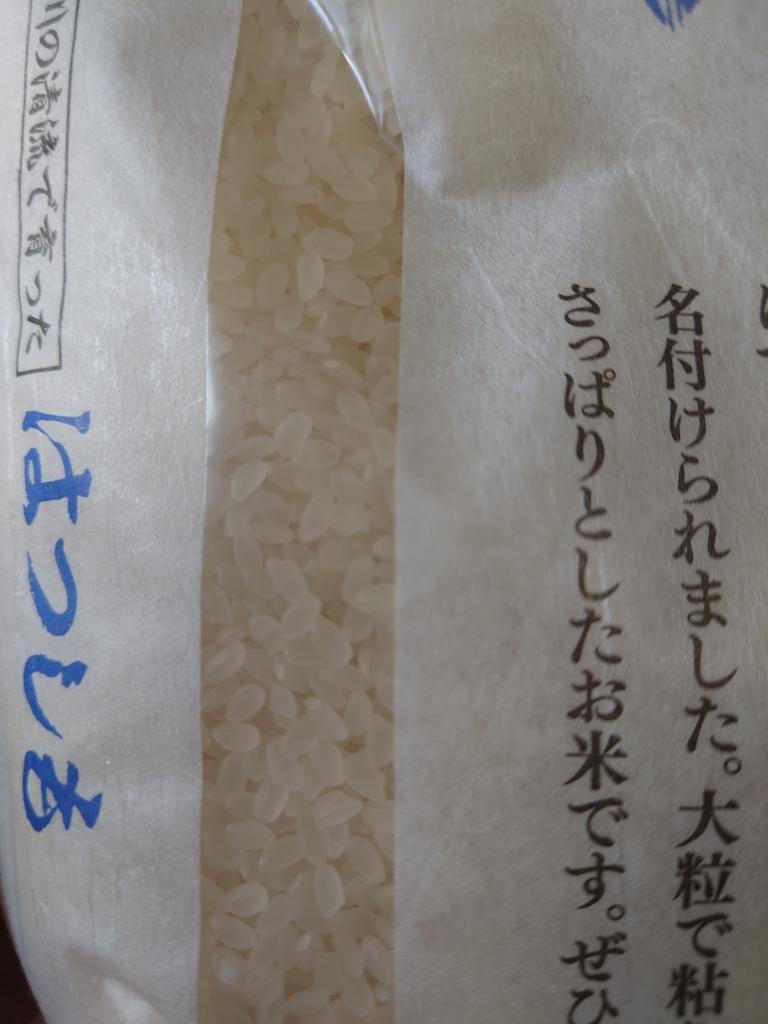 名付けられました。大粒で粘
さっぱりとしたお米です。ぜひ
川の清流で育った
はつしも